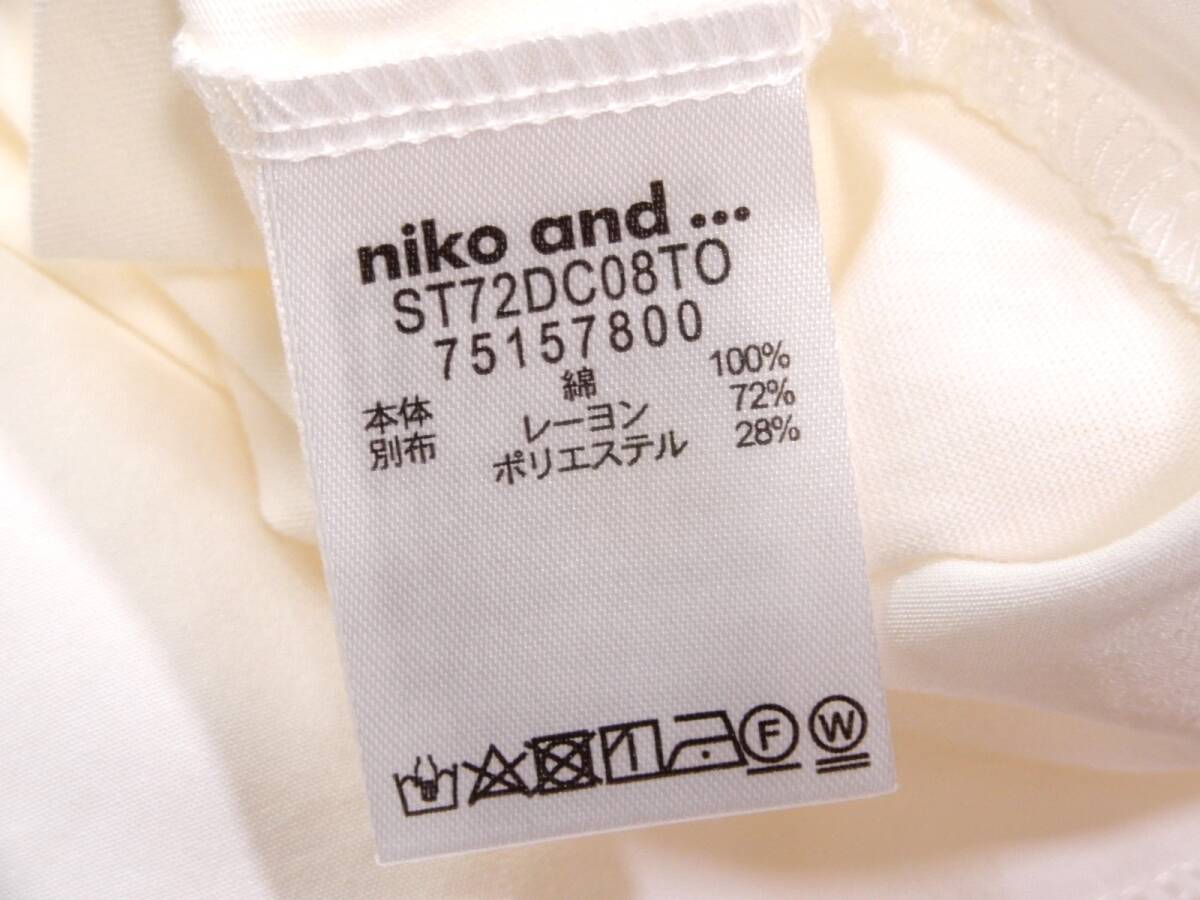 niko and ...
ST72DC08TO
75157800
本体 綿 100%
別布 レーヨン 72%
ポリエステル 28%
F W